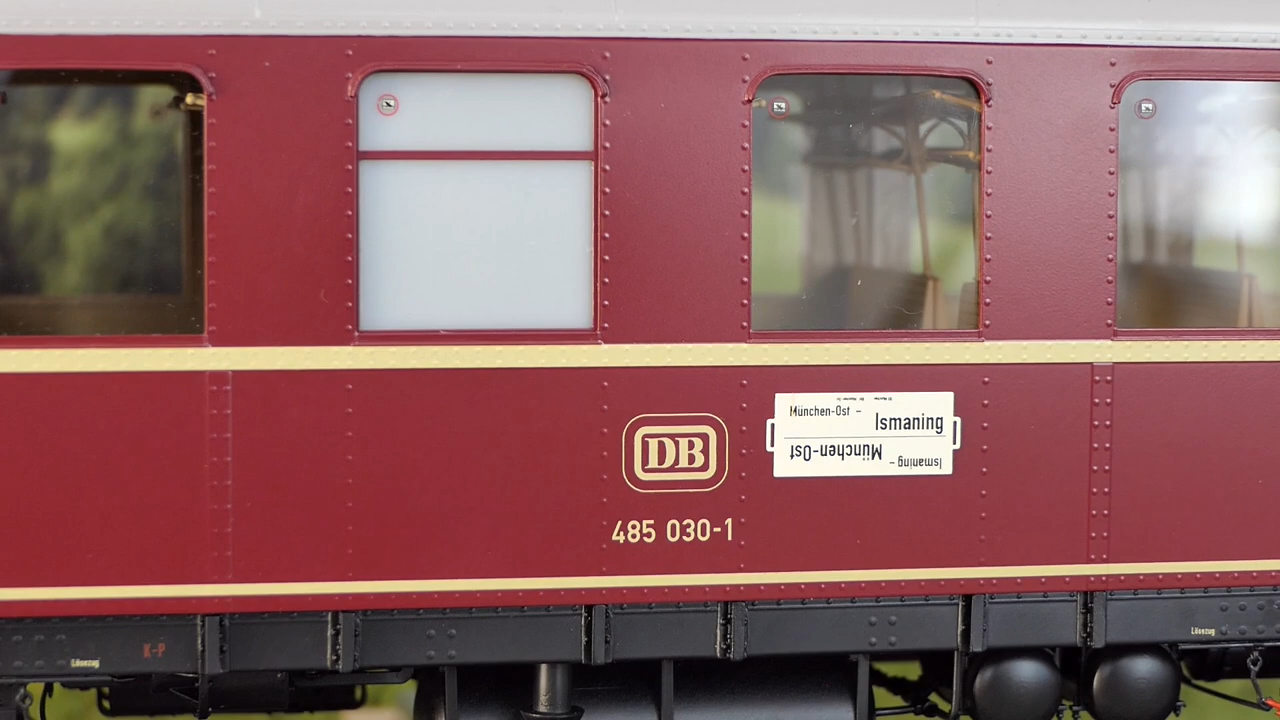 München-Ost –
Ismaning
Ismaning –
München-Ost
DB
485 030-1
K-P
Lösezug
Lösezug